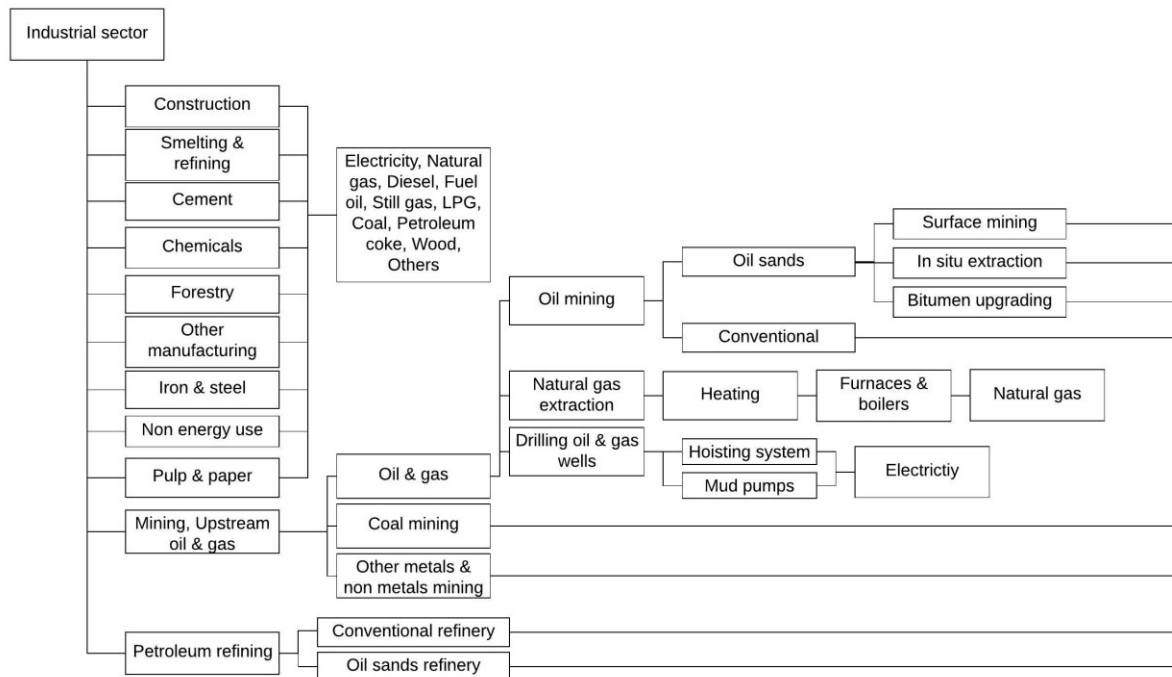 Industrial sector
Construction
Smelting &
refining
Cement
Chemicals
Forestry
Other
manufacturing
Iron & steel
Non energy use
Pulp & paper
Mining, Upstream
oil & gas
Petroleum refining
Electricity, Natural
gas, Diesel, Fuel
oil, Still gas, LPG,
Coal, Petroleum
coke, Wood,
Others
Oil & gas
Coal mining
Other metals &
non metals mining
Conventional refinery
Oil sands refinery
Oil mining
Natural gas
extraction
Drilling oil & gas
wells
Oil sands
Conventional
Heating
Hoisting system
Mud pumps
Surface mining
In situ extraction
Bitumen upgrading
Furnaces &
boilers
Natural gas
Electrictiy